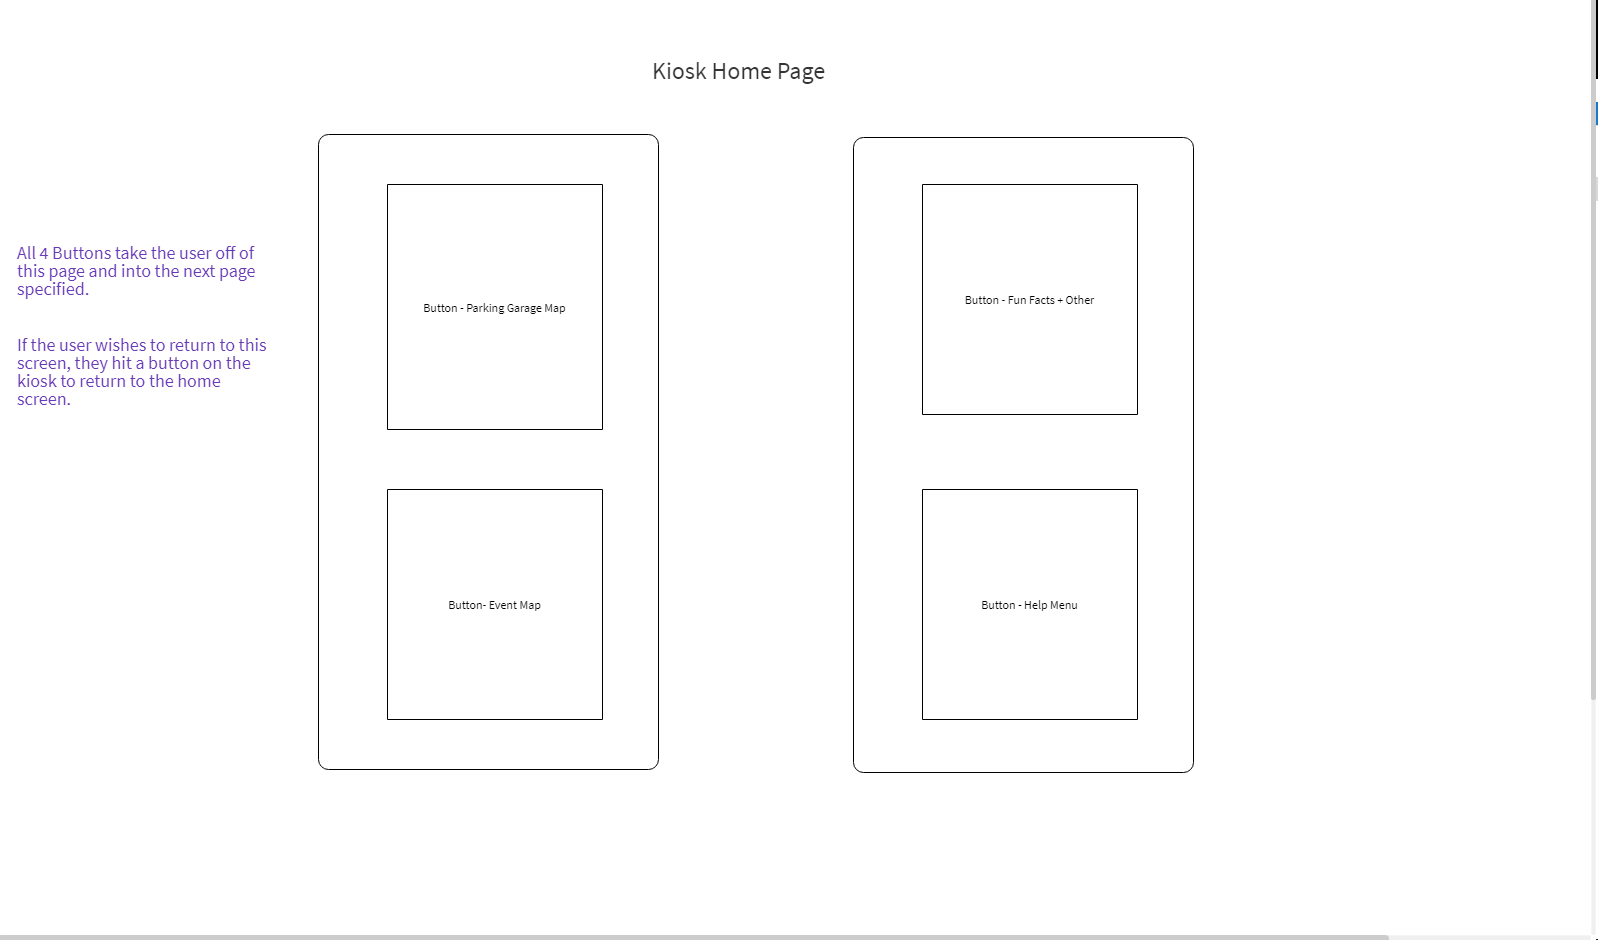 Kiosk Home Page
All 4 Buttons take the user off of
this page and into the next page
specified.
If the user wishes to return to this
screen, they hit a button on the
kiosk to return to the home
screen.
Button - Parking Garage Map
Button - Fun Facts + Other
Button- Event Map
Button - Help Menu